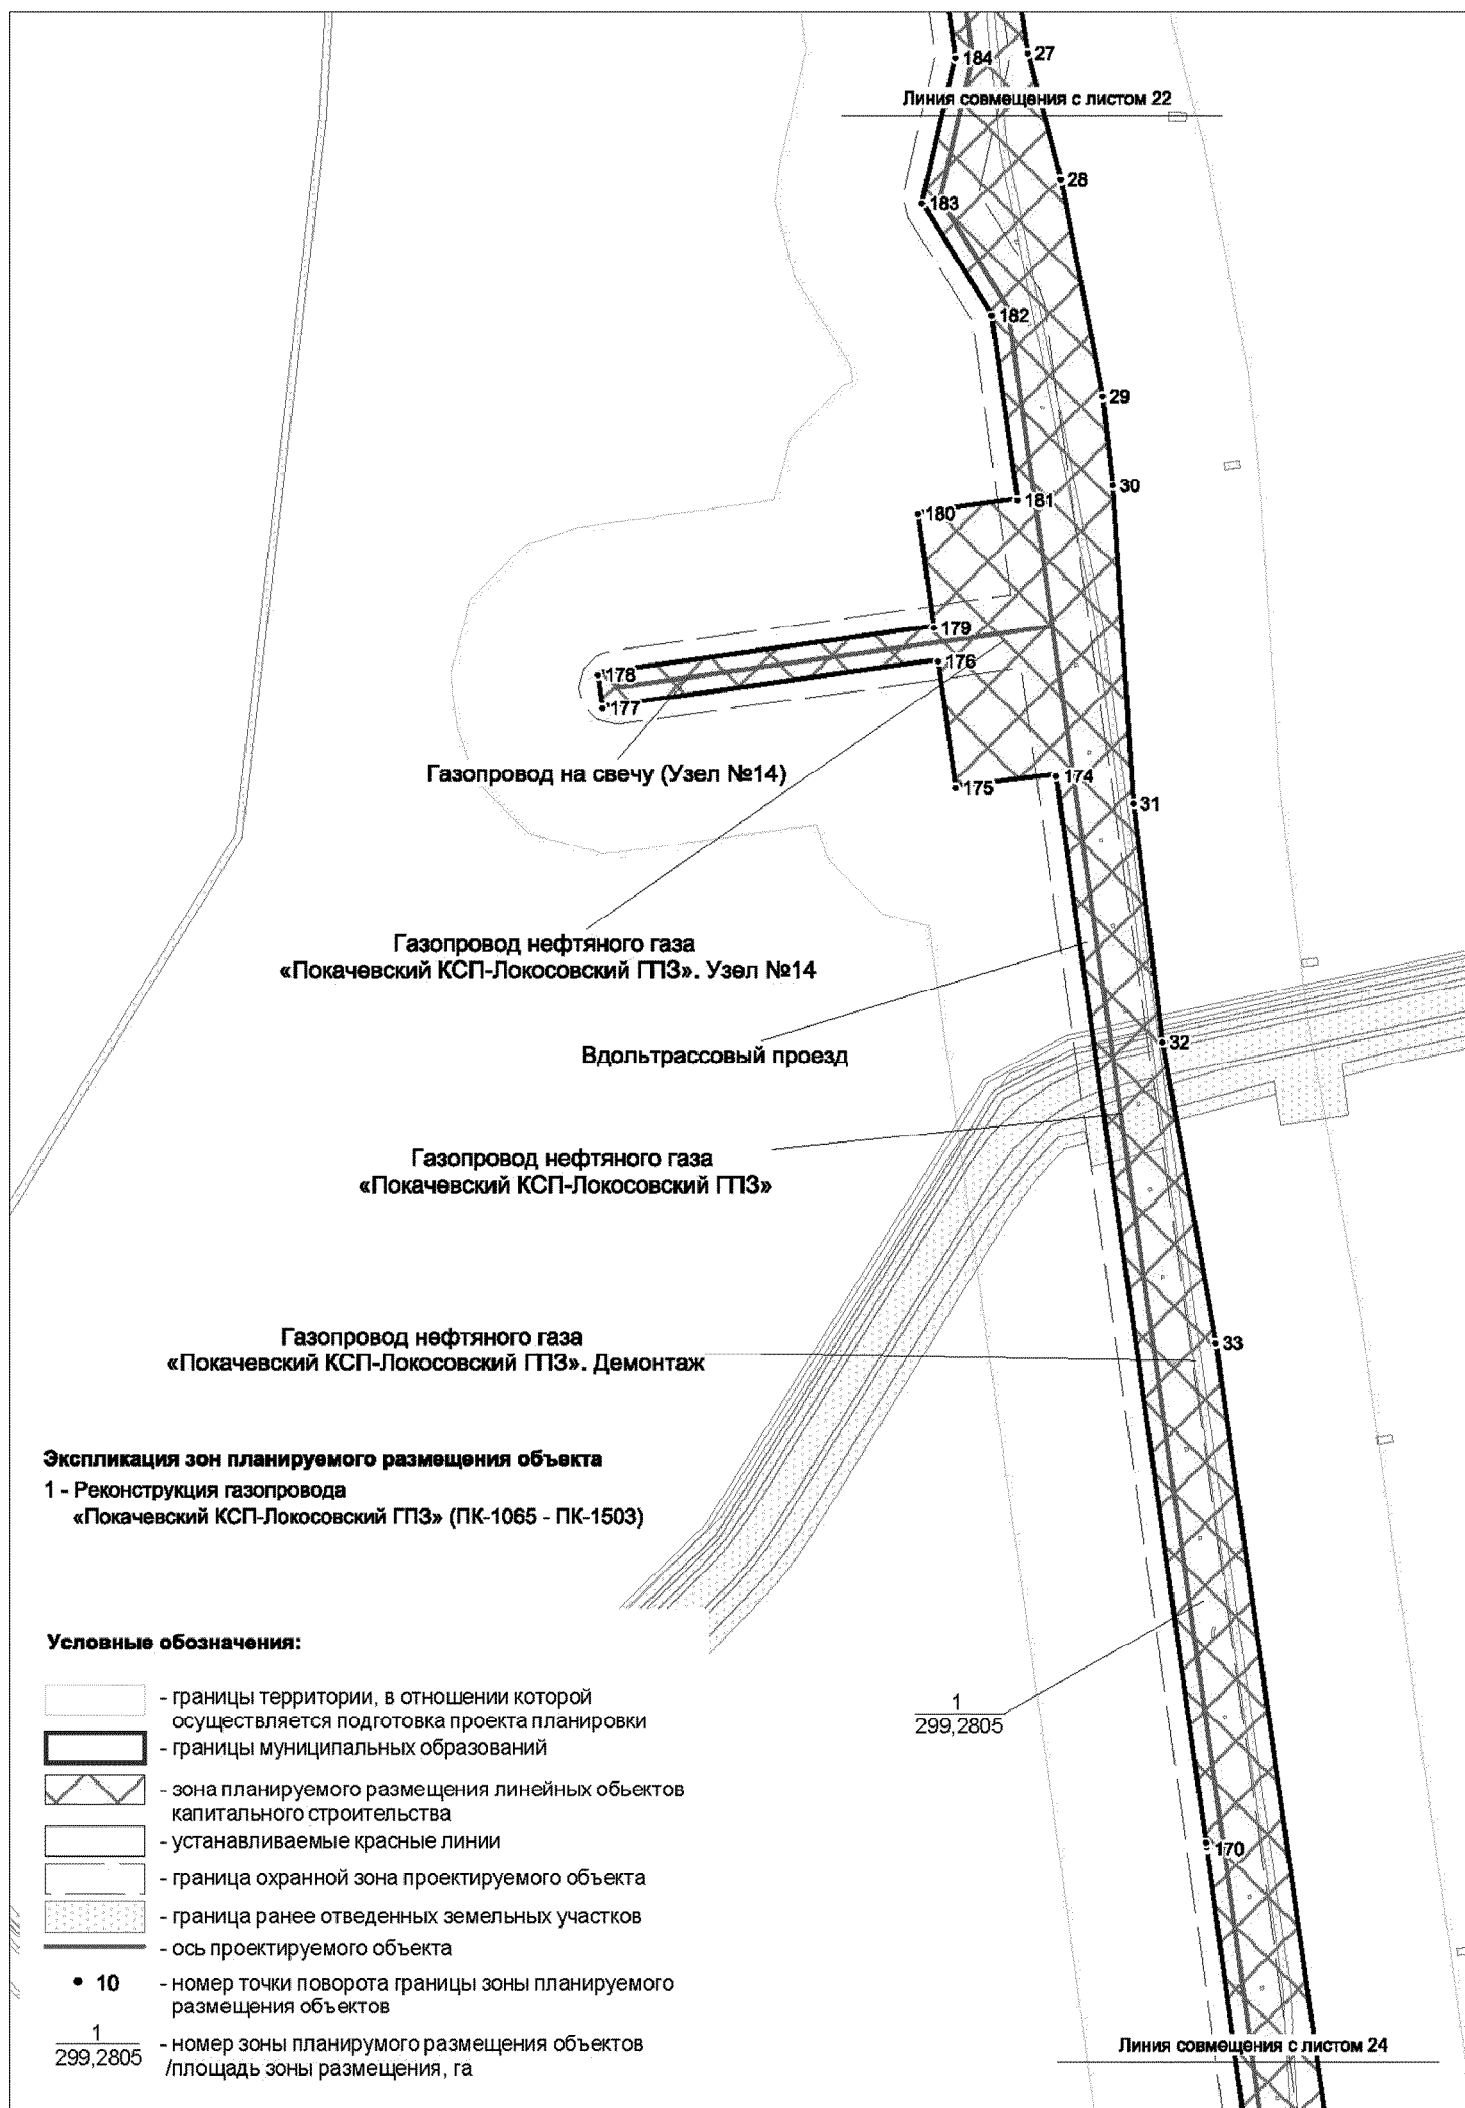 184
27
Линия совмещения с листом 22
28
183
182
29
30
181
180
179
176
178
177
Газопровод на свечу (Узел №14)
174
175
31
Газопровод нефтяного газа
«Покачевский КСП-Локосовский ГПЗ». Узел №14
32
Вдольтрассовый проезд
Газопровод нефтяного газа
«Покачевский КСП-Локосовский ГПЗ»
Газопровод нефтяного газа
«Покачевский КСП-Локосовский ГПЗ». Демонтаж
33
Экспликация зон планируемого размещения объекта
1 - Реконструкция газопровода
«Покачевский КСП-Локосовский ГПЗ» (ПК-1065 - ПК-1503)
Условные обозначения:
- границы территории, в отношении которой
осуществляется подготовка проекта планировки
- границы муниципальных образований
- зона планируемого размещения линейных обьектов
капитального строительства
- устанавливаемые красные линии
- граница охранной зона проектируемого объекта
- граница ранее отведенных земельных участков
- ось проектируемого объекта
10 - номер точки поворота границы зоны планируемого
размещения объектов
1
299,2805
- номер зоны планирумого размещения объектов
/площадь зоны размещения, га
1
299,2805
170
Линия совмещения с листом 24